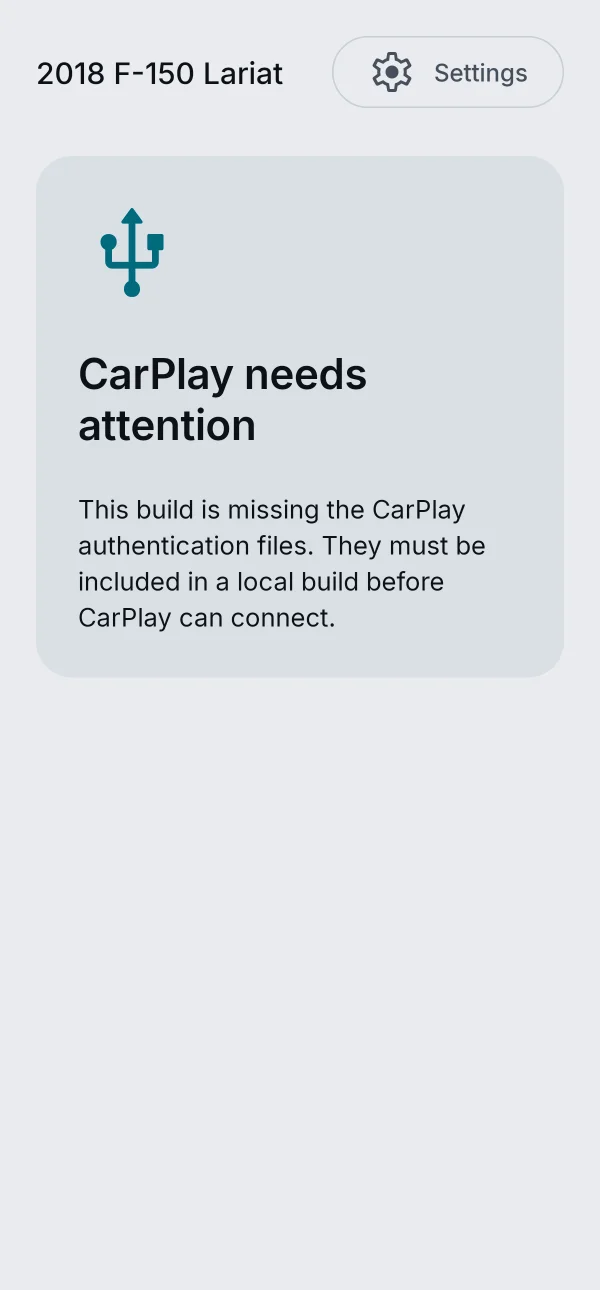 2018 F-150 Lariat
Settings
CarPlay needs
attention
This build is missing the CarPlay
authentication files. They must be
included in a local build before
CarPlay can connect.